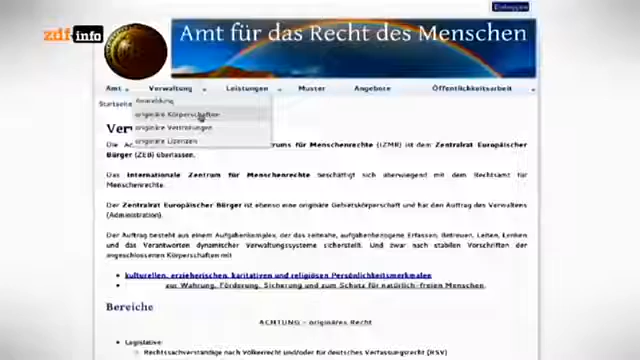 Einloggen
zdf.info
Amt für das Recht des Menschen
Amt Verwaltung Leistungen Muster Angebote Öffentlichkeitsarbeit
Startseite
Anmeldung
originäre Körperschaften
originäre Vertretungen
originäre Lizenzen
Ver
Die
ums für Menschenrechte (IZMR) ist dem Zentralrat Europäischer
Bürger (ZEB) überlassen.
Das Internationale Zentrum für Menschenrechte beschäftigt sich überwiegend mit dem Rechtsamt für
Menschenrechte.
Der Zentralrat Europäischer Bürger ist ebenso eine originäre Gebietskörperschaft und hat den Auftrag des Verwaltens
(Administration).
Der Auftrag besteht aus einem Aufgabenkomplex, der das zeitnahe, aufgabenbezogene Erfassen, Betreuen, Leiten, Lenken
und das Verantworten dynamischer Verwaltungssysteme sicherstellt. Und zwar nach stabilen Vorschriften der
angeschlossenen Körperschaften mit
• kulturellen, erzieherischen, karitativen und religiösen Persönlichkeitsmerkmalen
• zur Wahrung, Förderung, Sicherung und zum Schutz für natürlich-freien Menschen.
Bereiche
ACHTUNG - originäres Recht
• Legislative:
○ Rechtssachverständige nach Völkerrecht und/oder für deutsches Verfassungsrecht (RSV)